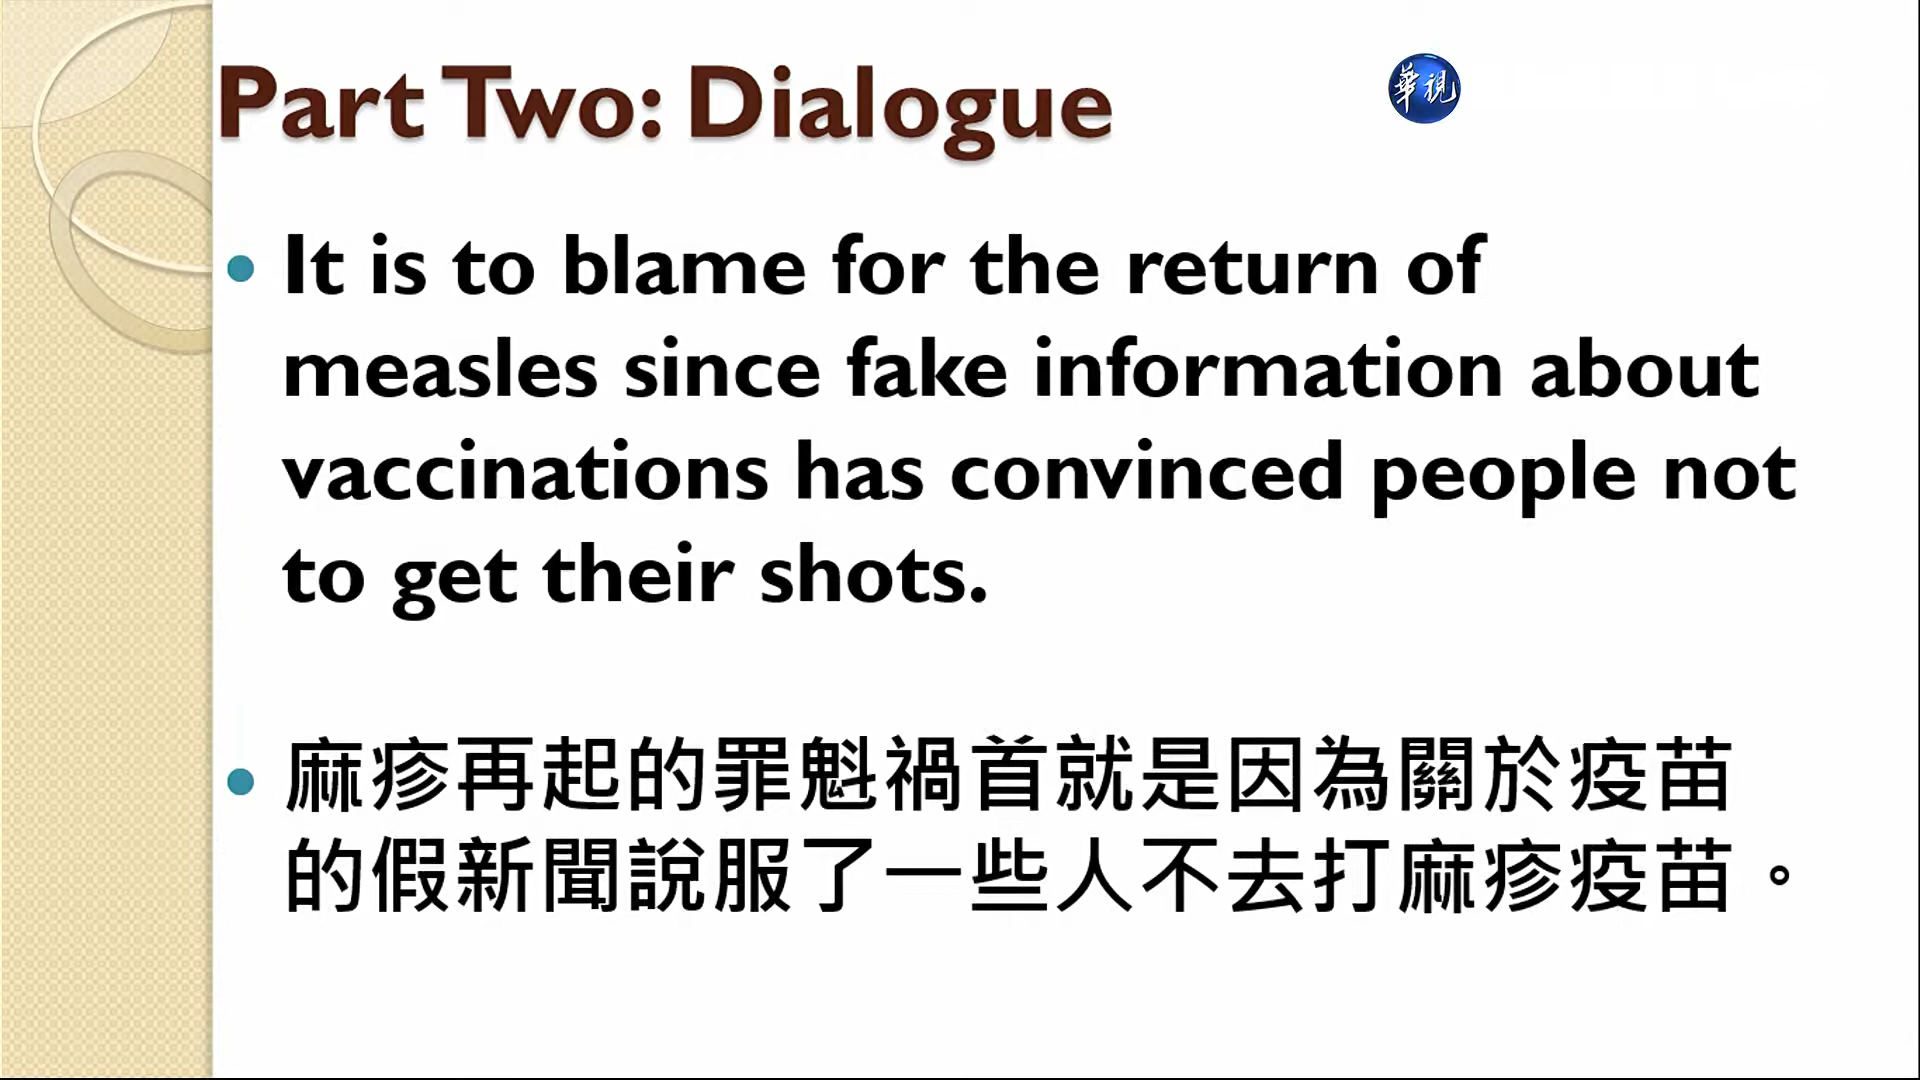 Part Two: Dialogue
華視
It is to blame for the return of
measles since fake information about
vaccinations has convinced people not
to get their shots.
麻疹再起的罪魁禍首就是因為關於疫苗
的假新聞說服了一些人不去打麻疹疫苗。